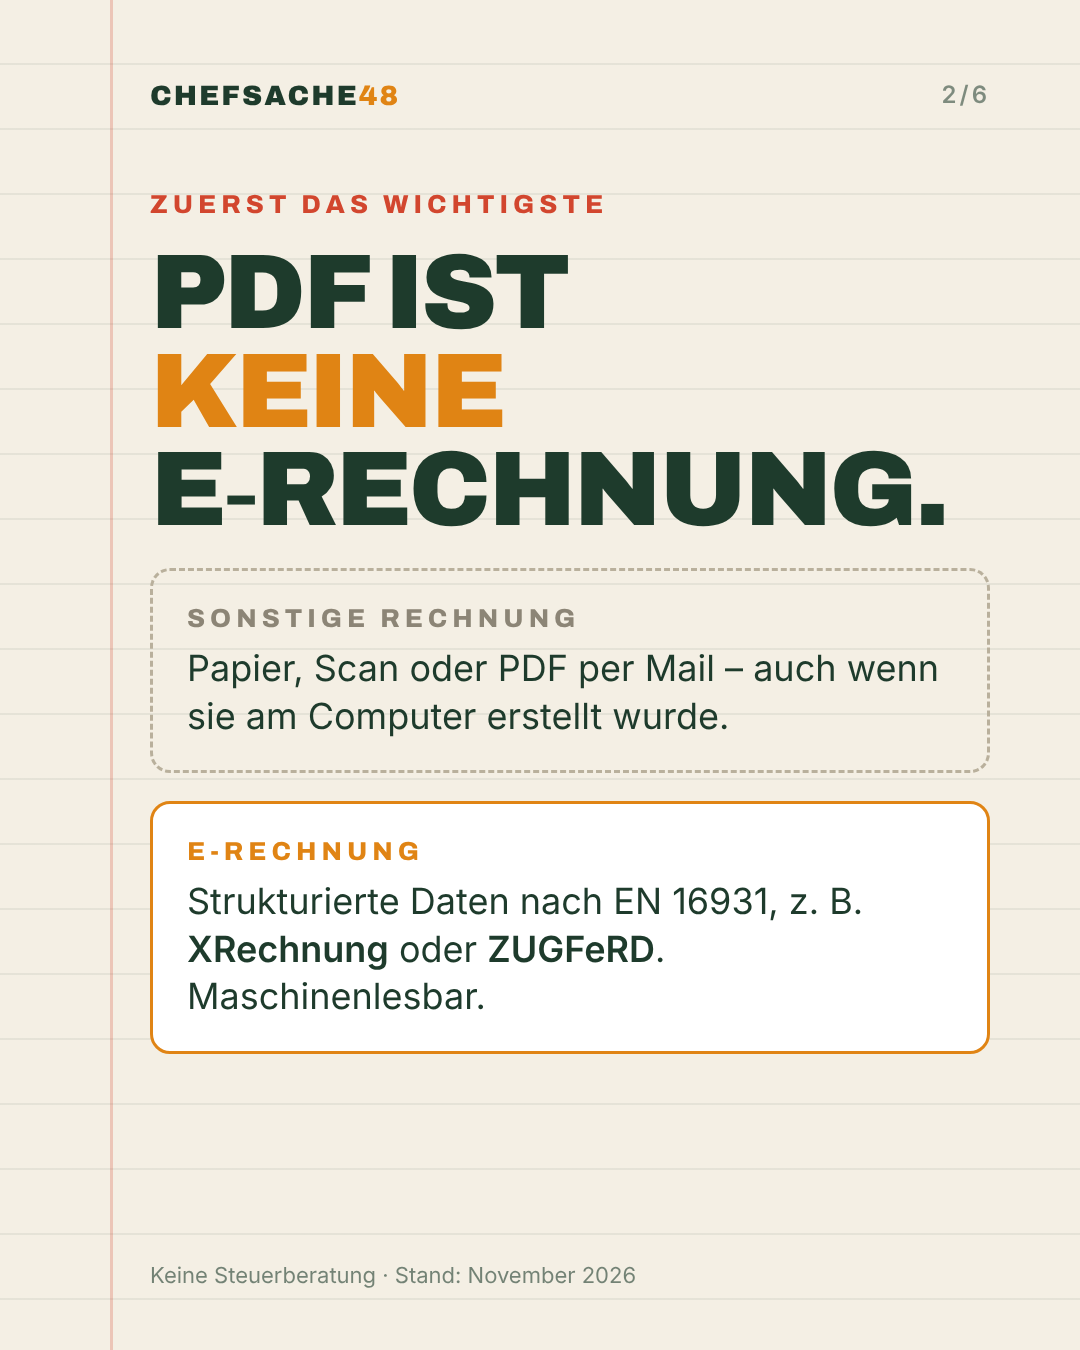 CHEFSACHE48
2/6
ZUERST DAS WICHTIGSTE
PDF IST
KEINE
E-RECHNUNG.
SONSTIGE RECHNUNG
Papier, Scan oder PDF per Mail – auch wenn
sie am Computer erstellt wurde.
E-RECHNUNG
Strukturierte Daten nach EN 16931, z. B.
XRechnung oder ZUGFeRD.
Maschinenlesbar.
Keine Steuerberatung · Stand: November 2026